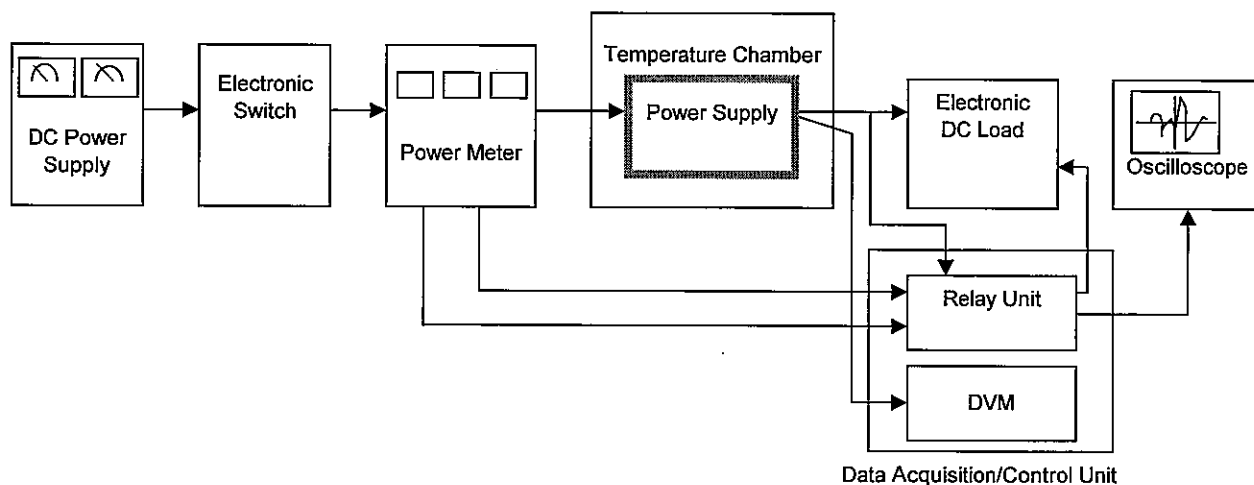 DC Power
Supply
Electronic
Switch
Power Meter
Temperature Chamber
Power Supply
Electronic
DC Load
Oscilloscope
Relay Unit
DVM
Data Acquisition/Control Unit